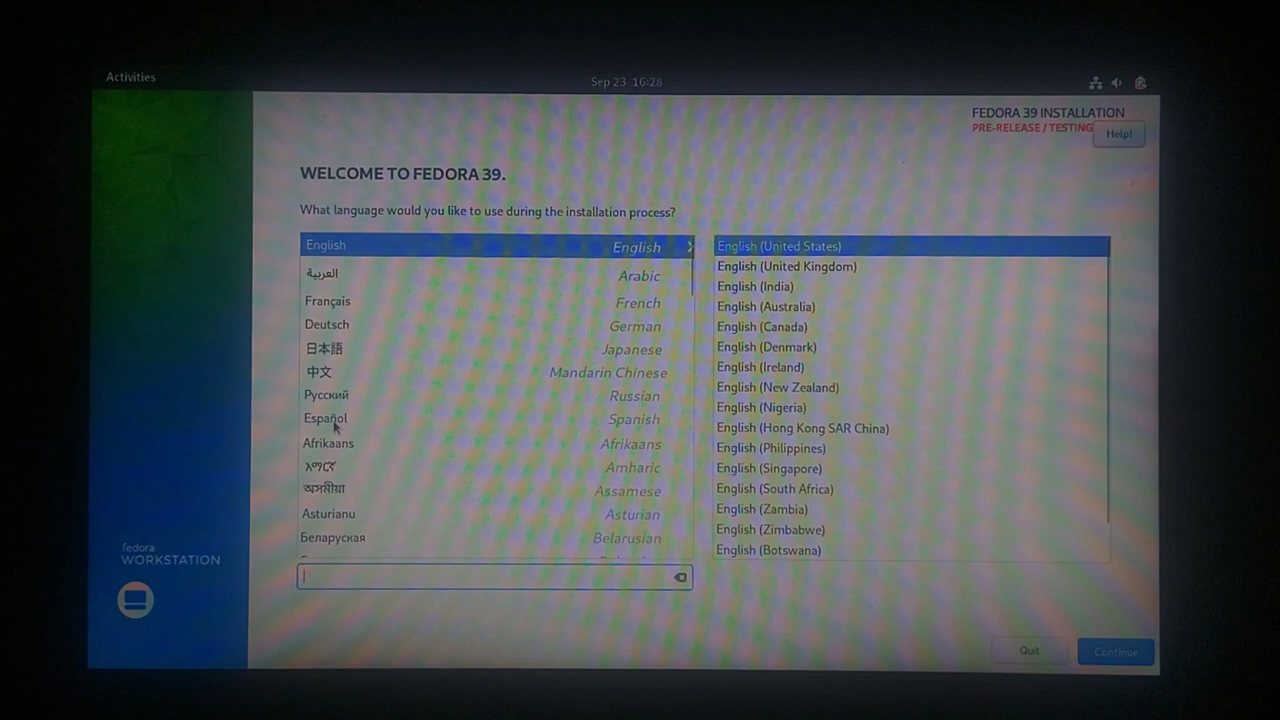 Activities
Sep 23 16:28
FEDORA 39 INSTALLATION
PRE-RELEASE / TESTING
Help!
WELCOME TO FEDORA 39.
What language would you like to use during the installation process?
English English
العربية Arabic
Français French
Deutsch German
日本語 Japanese
中文 Mandarin Chinese
Русский Russian
Español Spanish
Afrikaans Afrikaans
አማርኛ Amharic
অসমীয়া Assamese
Asturianu Asturian
Беларуская Belarusian
English (United States)
English (United Kingdom)
English (India)
English (Australia)
English (Canada)
English (Denmark)
English (Ireland)
English (New Zealand)
English (Nigeria)
English (Hong Kong SAR China)
English (Philippines)
English (Singapore)
English (South Africa)
English (Zambia)
English (Zimbabwe)
English (Botswana)
fedora
WORKSTATION
Quit
Continue